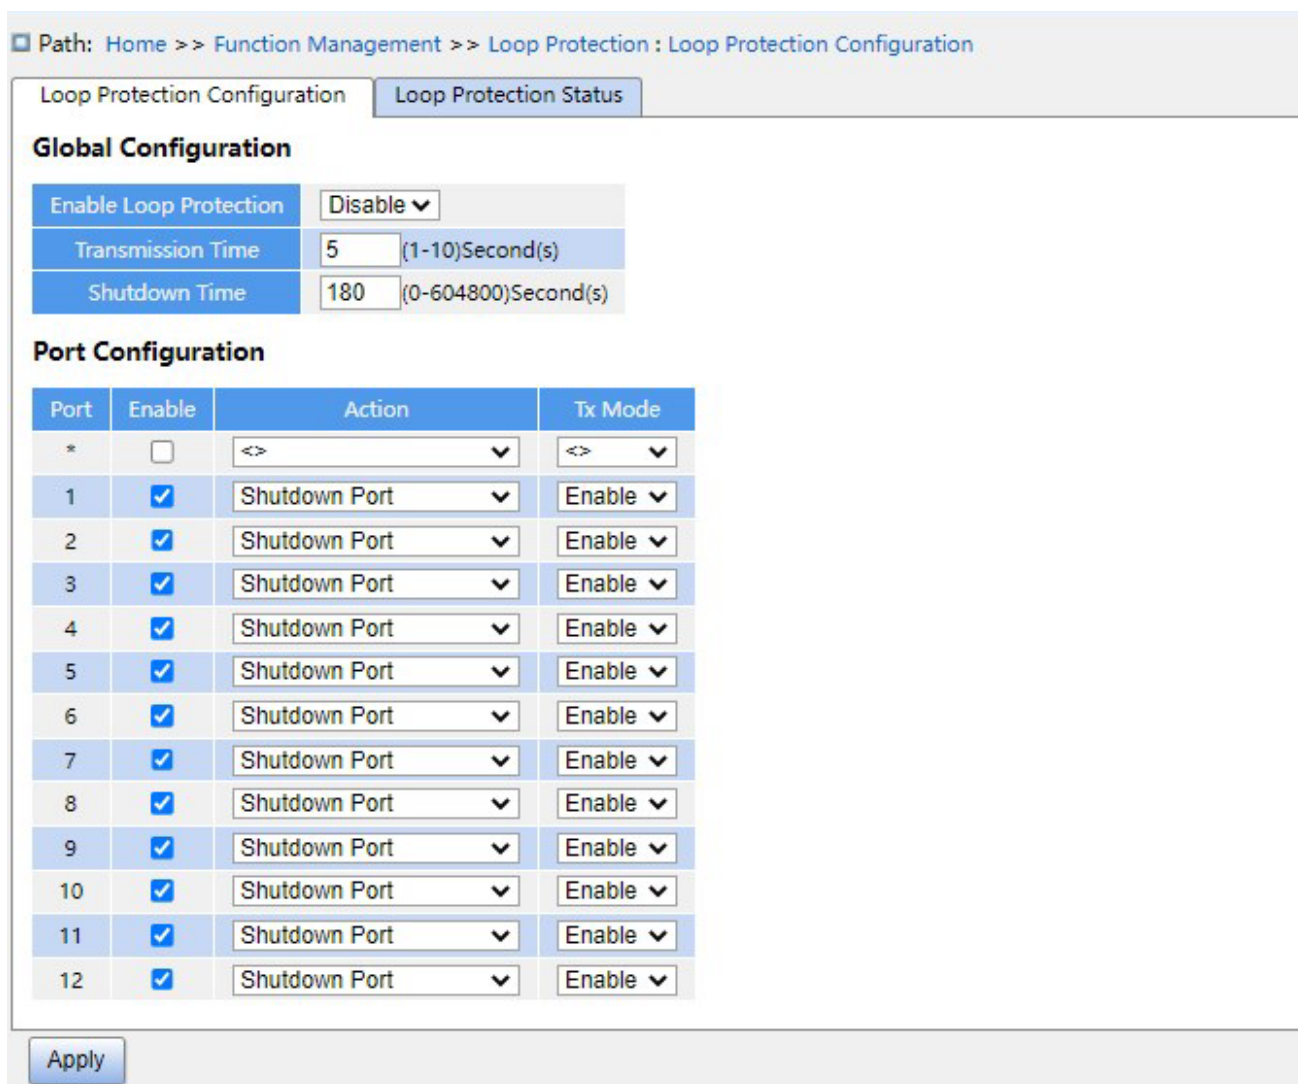 Path: Home >> Function Management >> Loop Protection : Loop Protection Configuration
Loop Protection Configuration Loop Protection Status
Global Configuration
Enable Loop Protection Disable
Transmission Time 5 (1-10)Second(s)
Shutdown Time 180 (0-604800)Second(s)
Port Configuration
Port Enable Action Tx Mode
* <> <>
1 Shutdown Port Enable
2 Shutdown Port Enable
3 Shutdown Port Enable
4 Shutdown Port Enable
5 Shutdown Port Enable
6 Shutdown Port Enable
7 Shutdown Port Enable
8 Shutdown Port Enable
9 Shutdown Port Enable
10 Shutdown Port Enable
11 Shutdown Port Enable
12 Shutdown Port Enable
Apply